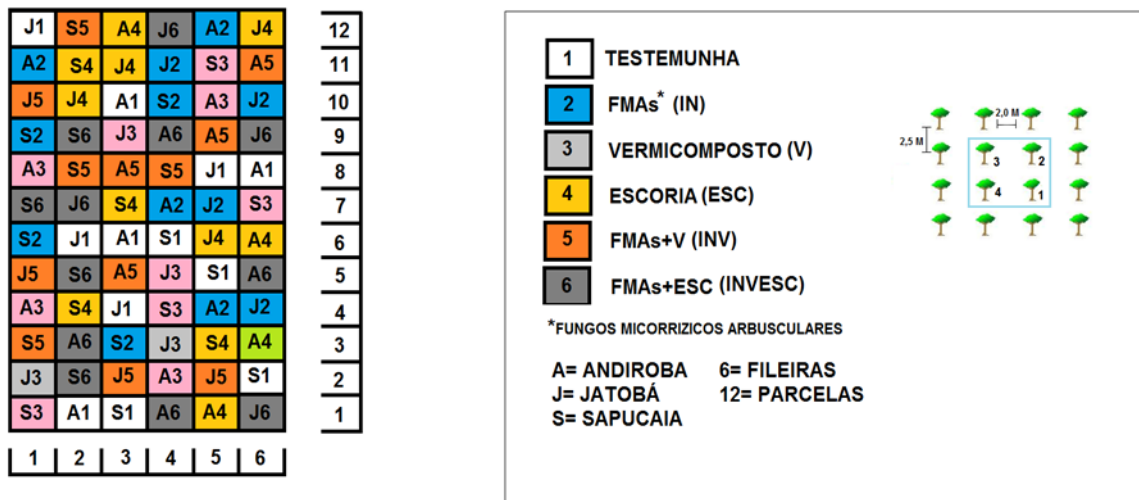 J1 S5 A4 J6 A2 J4 12
A2 S4 J4 J2 S3 A5 11
J5 J4 A1 S2 A3 J2 10
S2 S6 J3 A6 A5 J6 9
A3 S5 A5 S5 J1 A1 8
S6 J6 S4 A2 J2 S3 7
S2 J1 A1 S1 J4 A4 6
J5 S6 A5 J3 S1 A6 5
A3 S4 J1 S3 A2 J2 4
S5 A6 S2 J3 S4 A4 3
J3 S6 J5 A3 J5 S1 2
S3 A1 S1 A6 A4 J6 1
1 2 3 4 5 6
1 TESTEMUNHA
2 FMAs* (IN)
3 VERMICOMPOSTO (V)
4 ESCORIA (ESC)
5 FMAs+V (INV)
6 FMAs+ESC (INVESC)
*FUNGOS MICORRIZICOS ARBUSCULARES
A= ANDIROBA 6= FILEIRAS
J= JATOBÁ 12= PARCELAS
S= SAPUCAIA
2,0 M
2,5 M
3 2
4 1